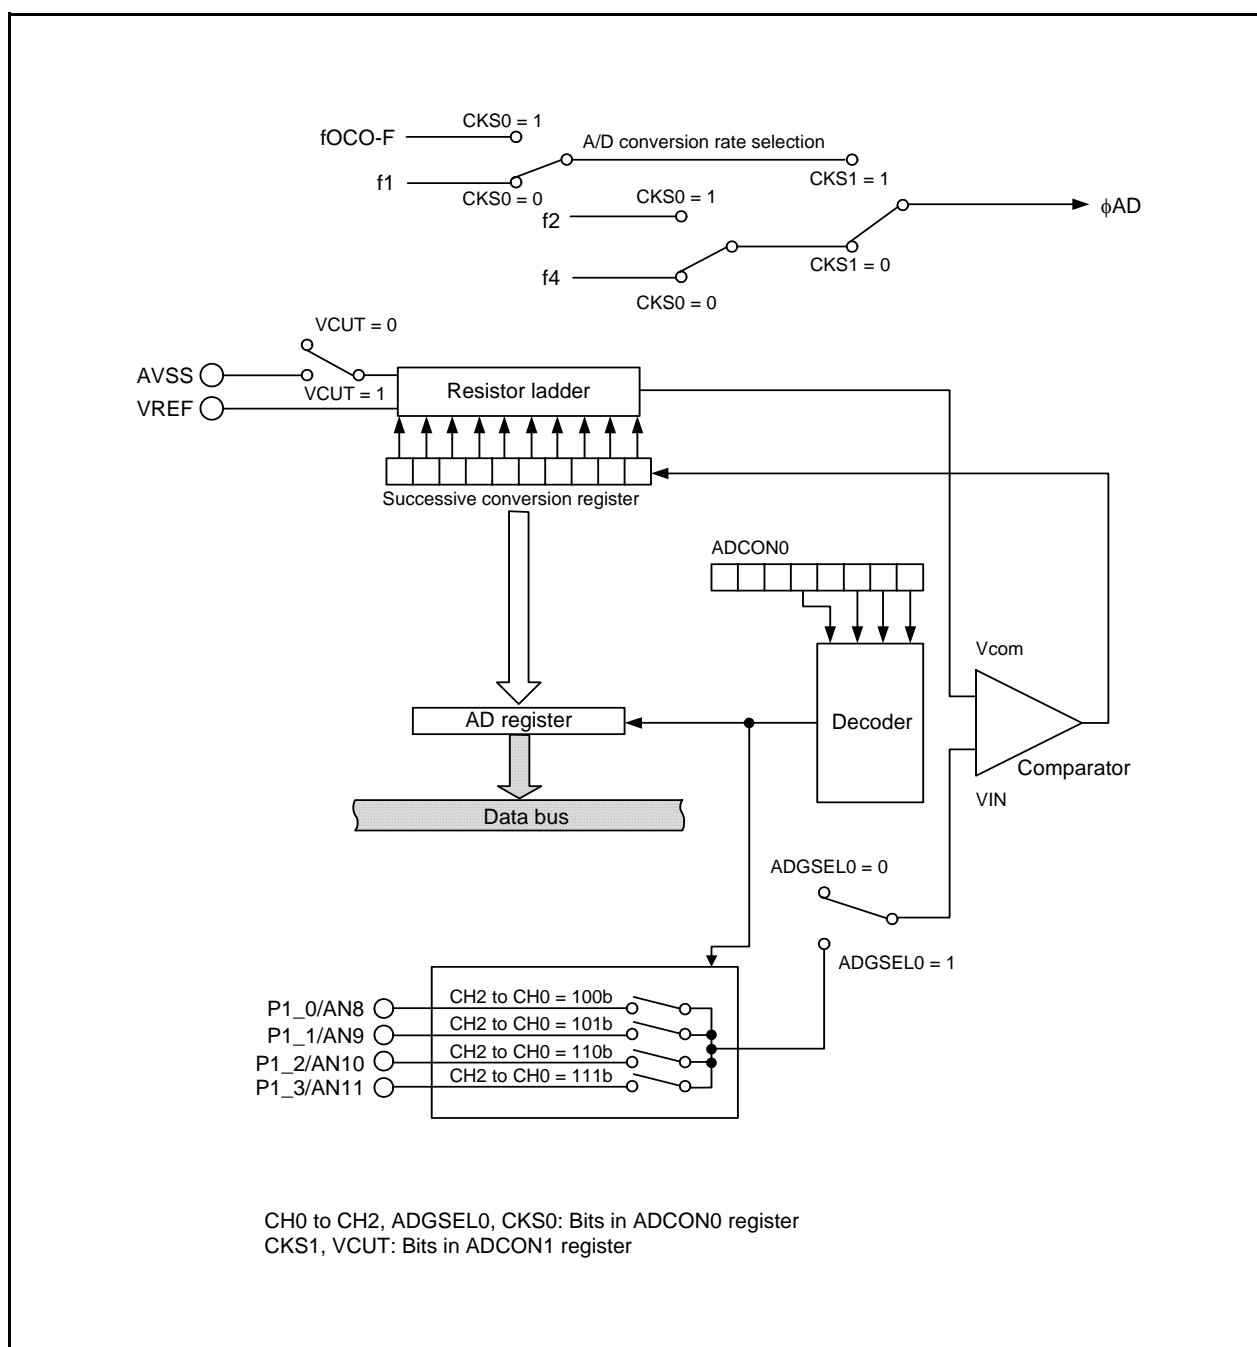 fOCO-F
CKS0 = 1
A/D conversion rate selection
f1
CKS0 = 0
CKS1 = 1
f2
CKS0 = 1
ϕAD
f4
CKS0 = 0
CKS1 = 0
VCUT = 0
AVSS
VCUT = 1
VREF
Resistor ladder
Successive conversion register
ADCON0
Vcom
AD register
Decoder
Comparator
VIN
Data bus
ADGSEL0 = 0
ADGSEL0 = 1
P1_0/AN8
CH2 to CH0 = 100b
P1_1/AN9
CH2 to CH0 = 101b
P1_2/AN10
CH2 to CH0 = 110b
P1_3/AN11
CH2 to CH0 = 111b
CH0 to CH2, ADGSEL0, CKS0: Bits in ADCON0 register
CKS1, VCUT: Bits in ADCON1 register